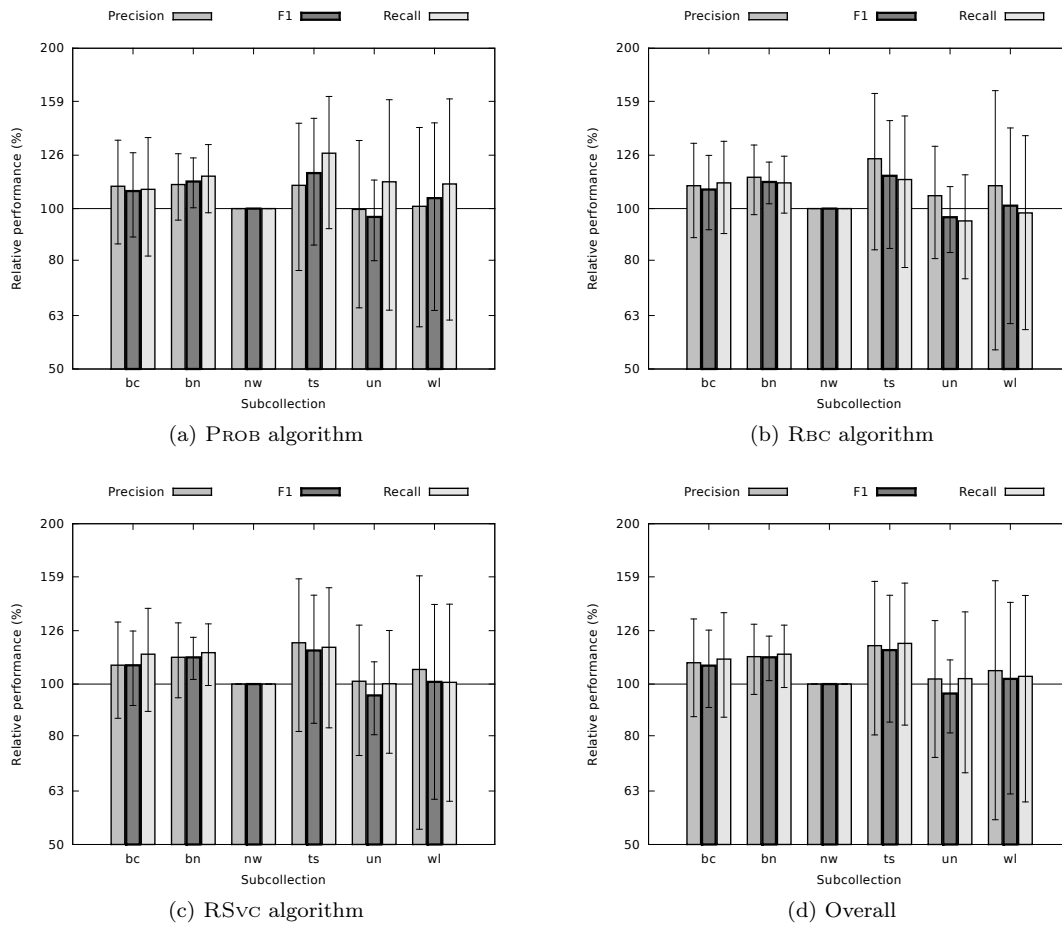 Precision F1 Recall
200
159
126
100
80
63
50
Relative performance (%)
bc bn nw ts un wl
Subcollection
(a) PROB algorithm
Precision F1 Recall
200
159
126
100
80
63
50
Relative performance (%)
bc bn nw ts un wl
Subcollection
(b) RBC algorithm
Precision F1 Recall
200
159
126
100
80
63
50
Relative performance (%)
bc bn nw ts un wl
Subcollection
(c) RSVC algorithm
Precision F1 Recall
200
159
126
100
80
63
50
Relative performance (%)
bc bn nw ts un wl
Subcollection
(d) Overall